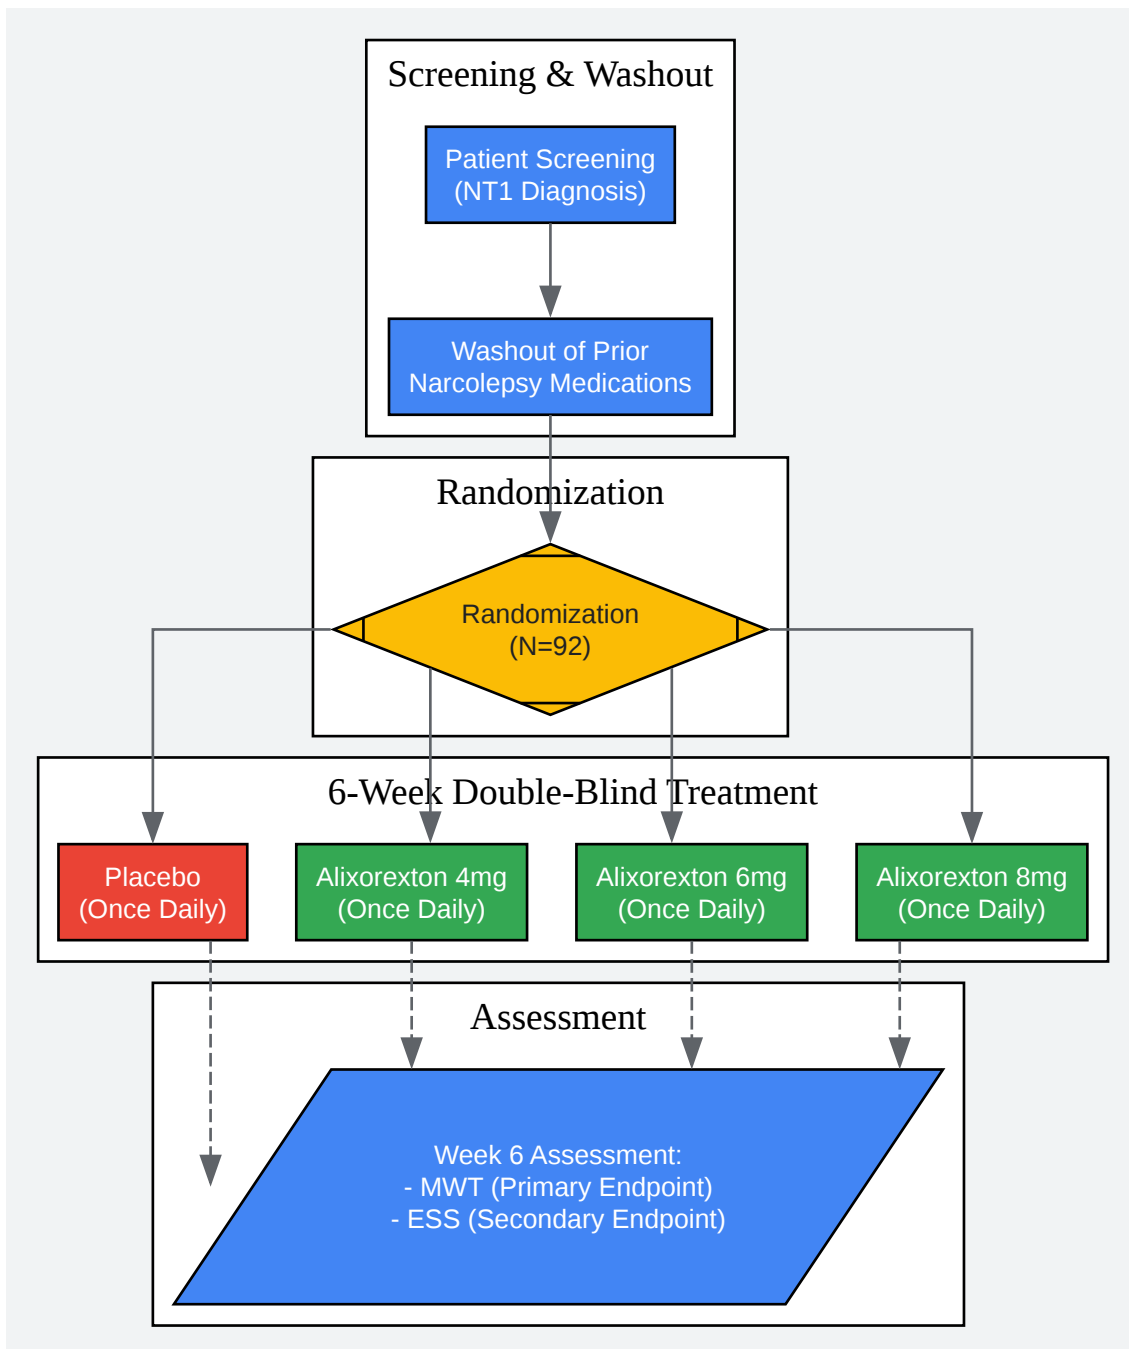 Screening & Washout
Patient Screening
(NT1 Diagnosis)
Washout of Prior
Narcolepsy Medications
Randomization
Randomization
(N=92)
6-Week Double-Blind Treatment
Placebo
(Once Daily)
Alixorexton 4mg
(Once Daily)
Alixorexton 6mg
(Once Daily)
Alixorexton 8mg
(Once Daily)
Assessment
Week 6 Assessment:
- MWT (Primary Endpoint)
- ESS (Secondary Endpoint)